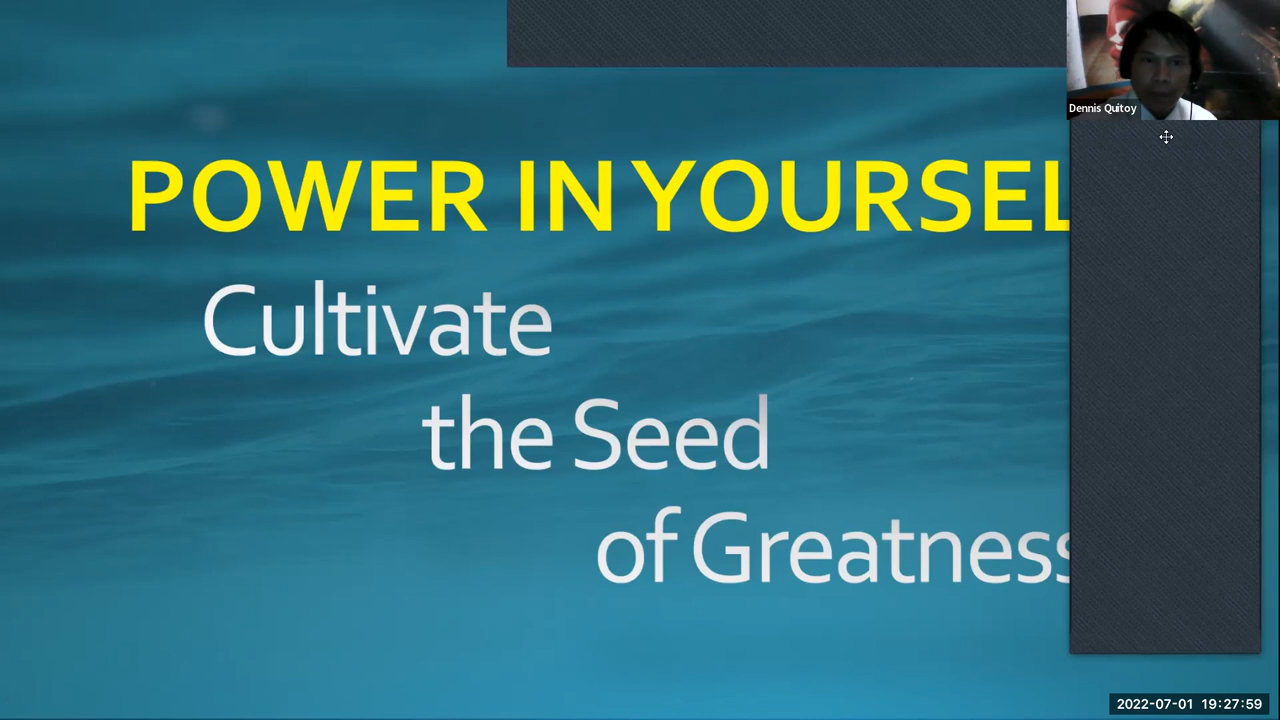 Dennis Quitoy
POWER IN YOURSEL
Cultivate
the Seed
of Greatness
2022-07-01 19:27:59